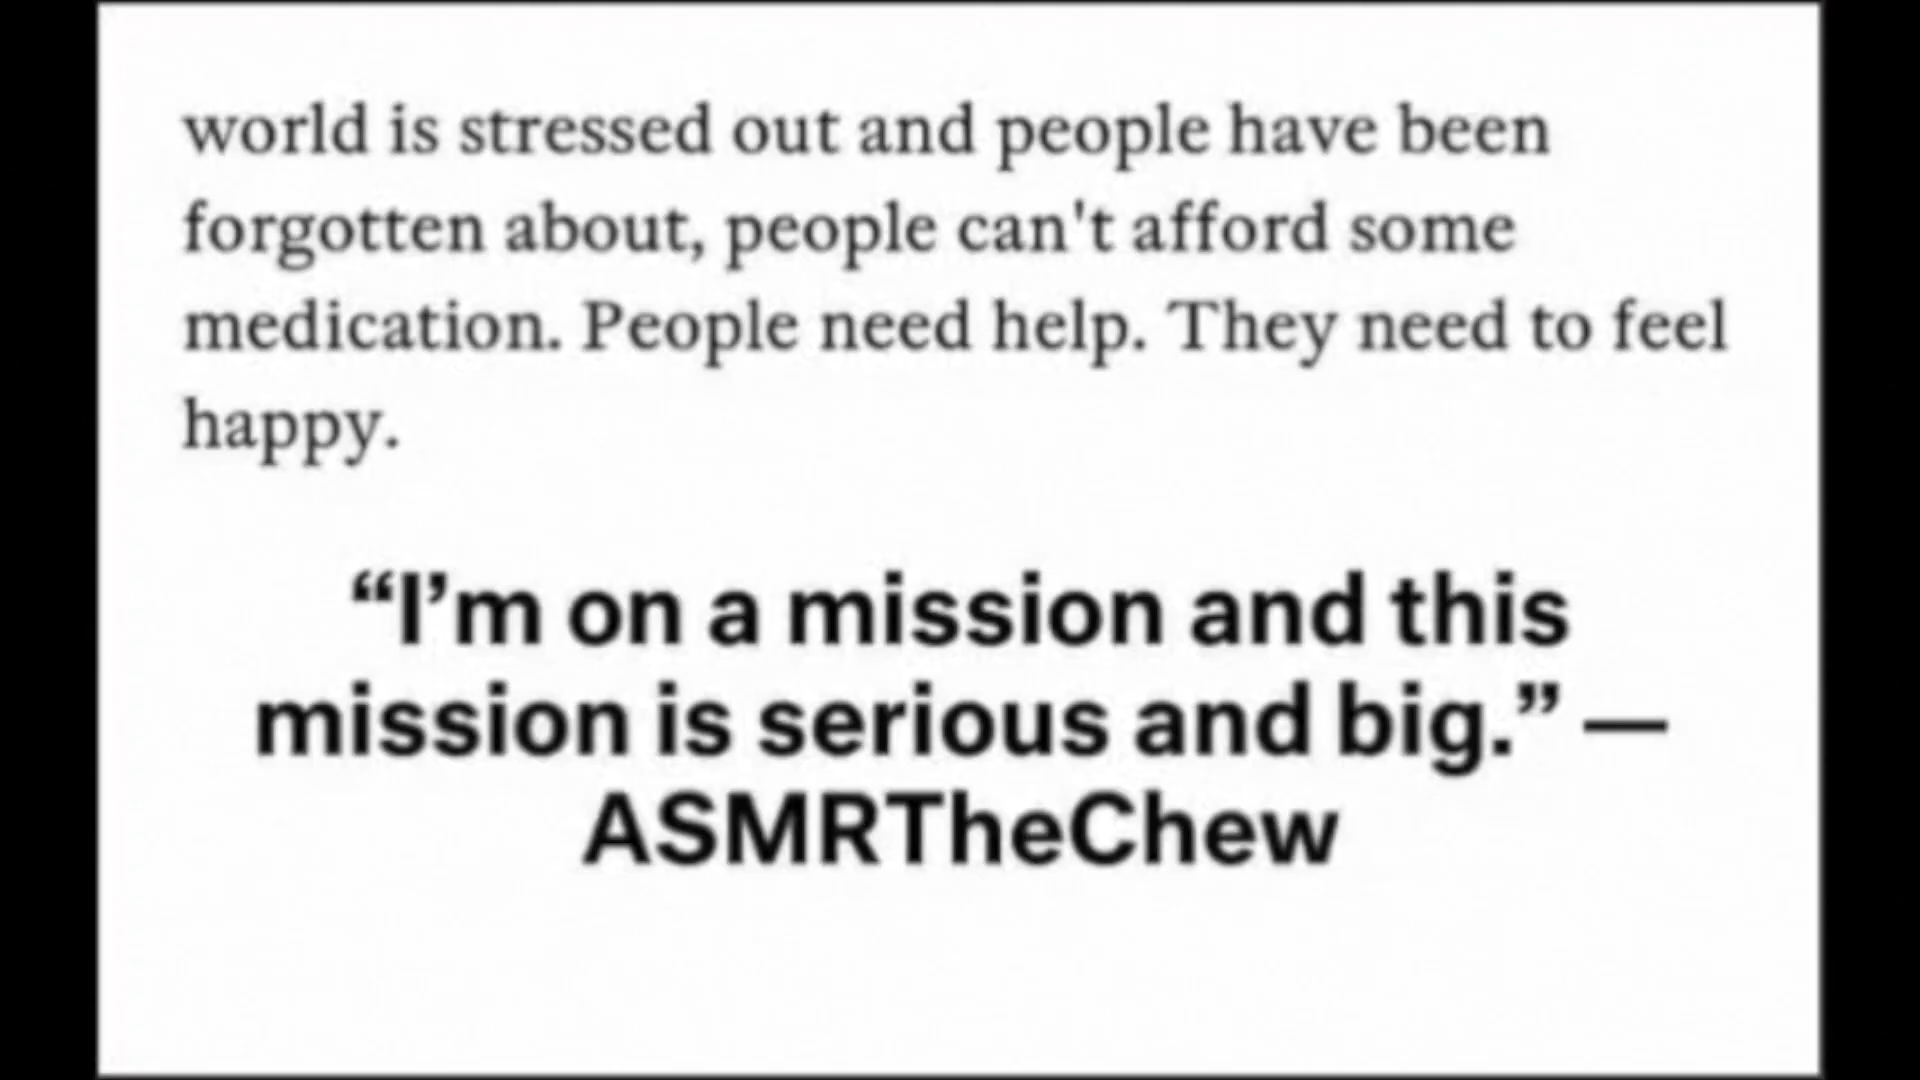 world is stressed out and people have been
forgotten about, people can't afford some
medication. People need help. They need to feel
happy.
“I’m on a mission and this
mission is serious and big.” —
ASMRTheChew